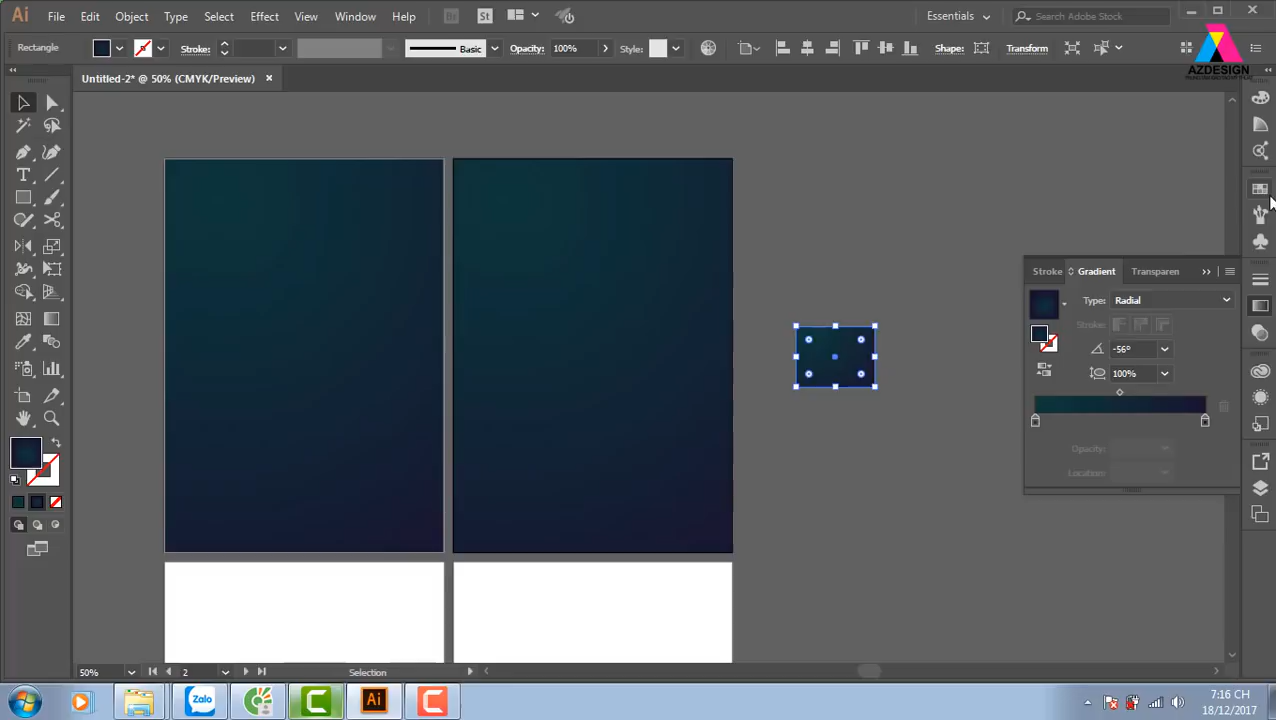 Ai File Edit Object Type Select Effect View Window Help Br St Essentials Search Adobe Stock
Rectangle Stroke: Basic Opacity: 100% Style: Shape: Transform
AZDESIGN
Untitled-2* @ 50% (CMYK/Preview)
Stroke Gradient Transparen
Type: Radial
Stroke:
-56°
100%
Opacity:
Location:
50% 2 Selection
Zalo Ai 7:16 CH
18/12/2017